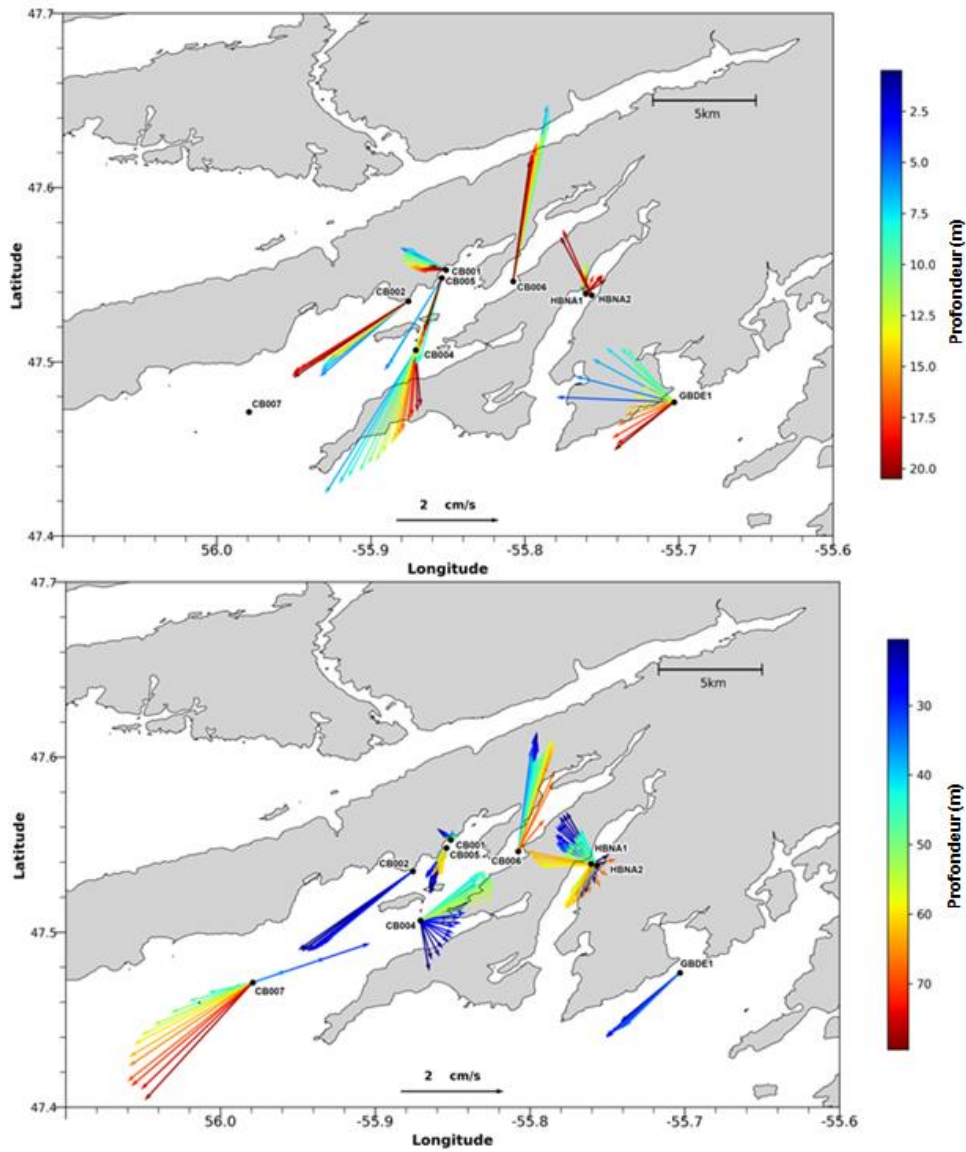 47.7
47.6
47.5
47.4
Latitude
5km
CB001
CB005
CB002
CB006
HBNA1
HBNA2
CB004
GBDE1
CB007
2 cm/s
56.0
-55.9
-55.8
-55.7
-55.6
Longitude
2.5
5.0
7.5
10.0
12.5
15.0
17.5
20.0
Profondeur (m)
47.7
47.6
47.5
47.4
Latitude
5km
CB001
CB005
CB002
CB006
HBNA1
HBNA2
CB004
GBDE1
CB007
2 cm/s
56.0
-55.9
-55.8
-55.7
-55.6
Longitude
30
40
50
60
70
Profondeur (m)